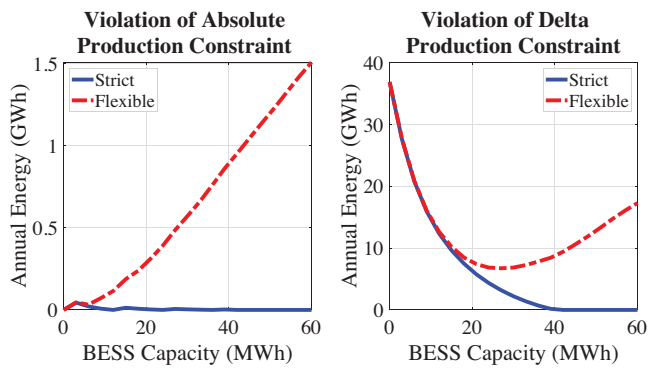 Violation of Absolute
Production Constraint
Annual Energy (GWh)
1.5
1
0.5
0
Strict
Flexible
0
20
40
60
BESS Capacity (MWh)
Violation of Delta
Production Constraint
Annual Energy (GWh)
40
30
20
10
0
Strict
Flexible
0
20
40
60
BESS Capacity (MWh)